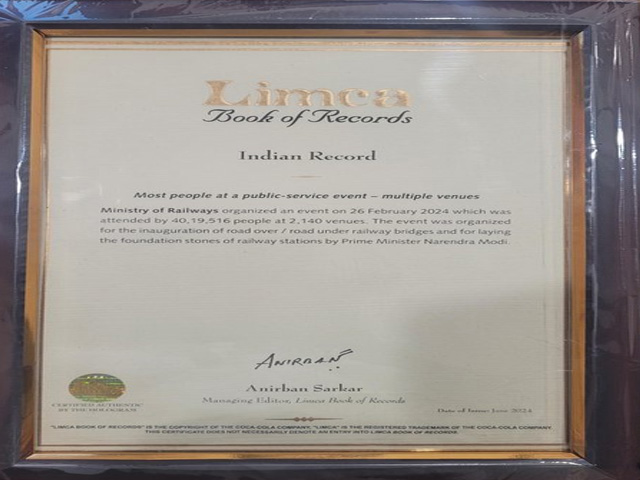 Limca
Book of Records
Indian Record
Most people at a public-service event – multiple venues
Ministry of Railways organized an event on 26 February 2024 which was
attended by 40,19,516 people at 2,140 venues. The event was organized
for the inauguration of road over / road under railway bridges and for laying
the foundation stones of railway stations by Prime Minister Narendra Modi.
ANIRBAN
Anirban Sarkar
Managing Editor, Limca Book of Records
CERTIFIED AUTHENTIC
BY THE HOLOGRAM
Date of Issue: June 2024
"LIMCA BOOK OF RECORDS" IS THE COPYRIGHT OF THE COCA-COLA COMPANY. "LIMCA" IS THE REGISTERED TRADEMARK OF THE COCA-COLA COMPANY.
THIS CERTIFICATE DOES NOT NECESSARILY DENOTE AN ENTRY INTO LIMCA BOOK OF RECORDS.